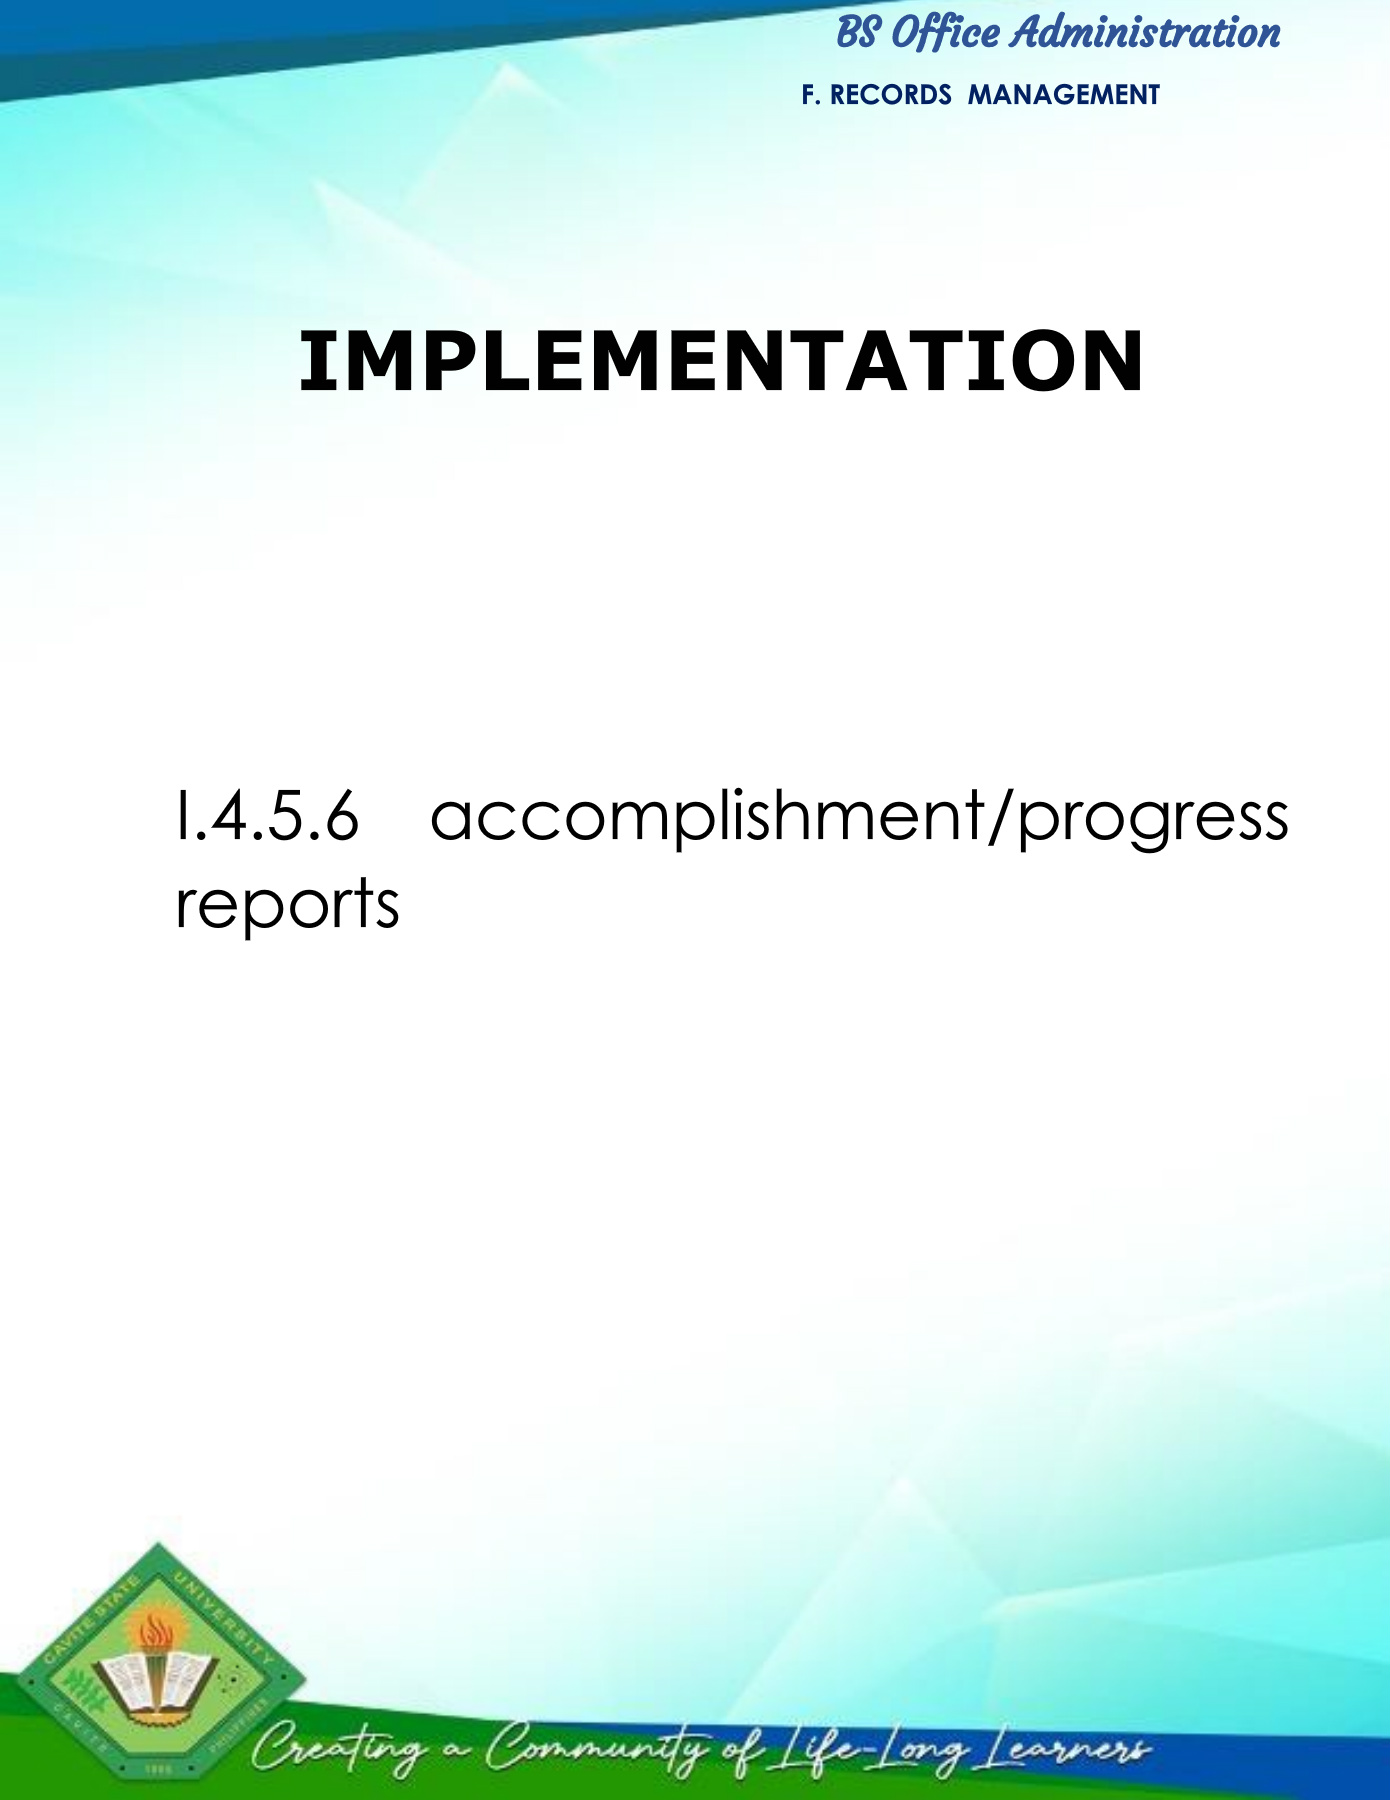 BS Office Administration
F. RECORDS MANAGEMENT
IMPLEMENTATION
I.4.5.6 accomplishment/progress
reports
CAVITE STATE UNIVERSITY
CAVITE
PHILIPPINES
1906
Creating a Community of Life-Long Learners